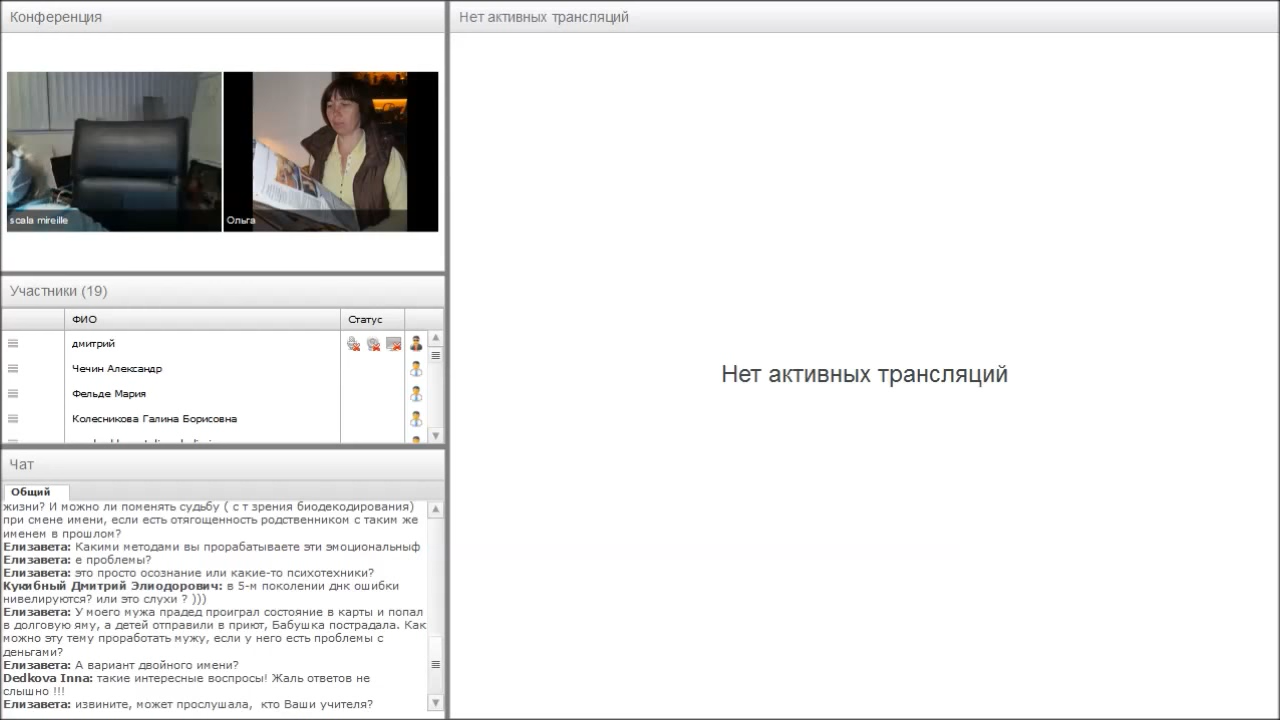 Конференция
Нет активных трансляций
scala mireille
Ольга
Участники (19)
ФИО
Статус
дмитрий
Чечин Александр
Фельде Мария
Колесникова Галина Борисовна
Чат
Общий
жизни? И можно ли поменять судьбу ( с т зрения биодекодирования)
при смене имени, если есть отягощенность родственником с таким же
именем в прошлом?
Елизавета: Какими методами вы прорабатываете эти эмоциональныф
Елизавета: е проблемы?
Елизавета: это просто осознание или какие-то психотехники?
Кукибный Дмитрий Элиодорович: в 5-м поколении днк ошибки
нивелируются? или это слухи ? )))
Елизавета: У моего мужа прадед проиграл состояние в карты и попал
в долговую яму, а детей отправили в приют, Бабушка пострадала. Как
можно эту тему проработать мужу, если у него есть проблемы с
деньгами?
Елизавета: А вариант двойного имени?
Dedkova Inna: такие интересные воспросы! Жаль ответов не
слышно !!!
Елизавета: извините, может прослушала,  кто Ваши учителя?
Нет активных трансляций